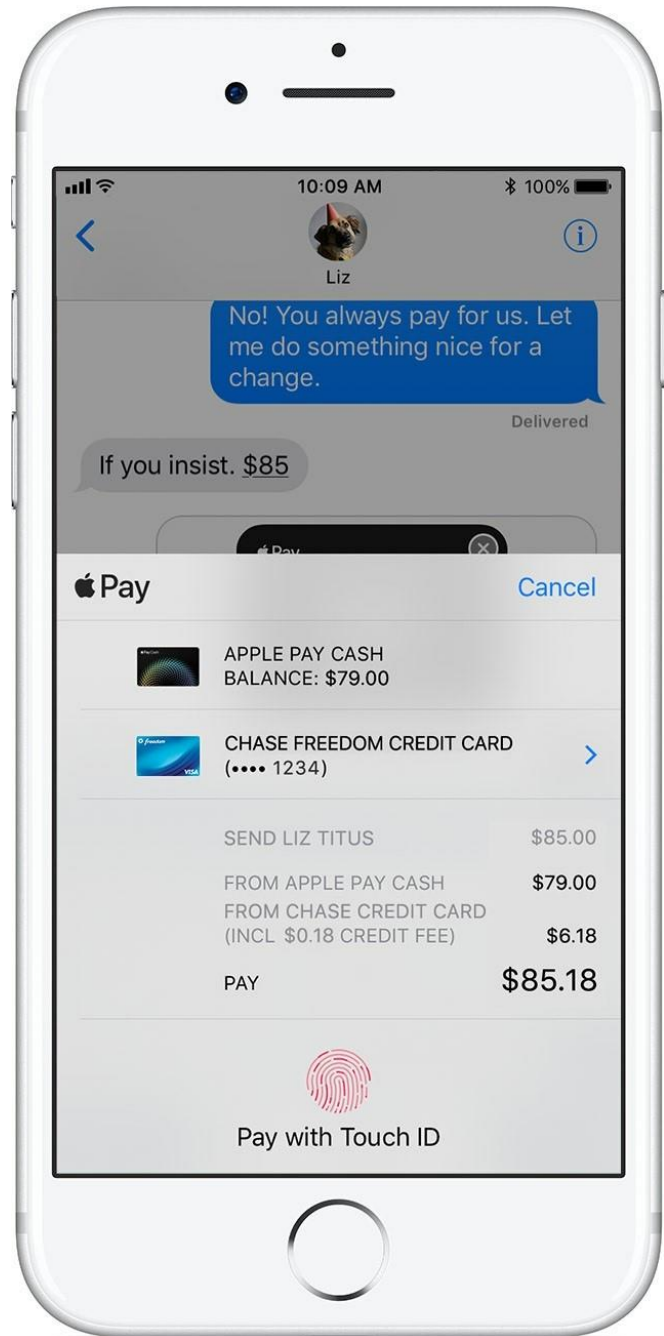 10:09 AM
100%
Liz
No! You always pay for us. Let
me do something nice for a
change.
Delivered
If you insist. $85
Pay
Pay
Cancel
APPLE PAY CASH
BALANCE: $79.00
CHASE FREEDOM CREDIT CARD
(•••• 1234)
SEND LIZ TITUS $85.00
FROM APPLE PAY CASH $79.00
FROM CHASE CREDIT CARD
(INCL $0.18 CREDIT FEE) $6.18
PAY $85.18
Pay with Touch ID